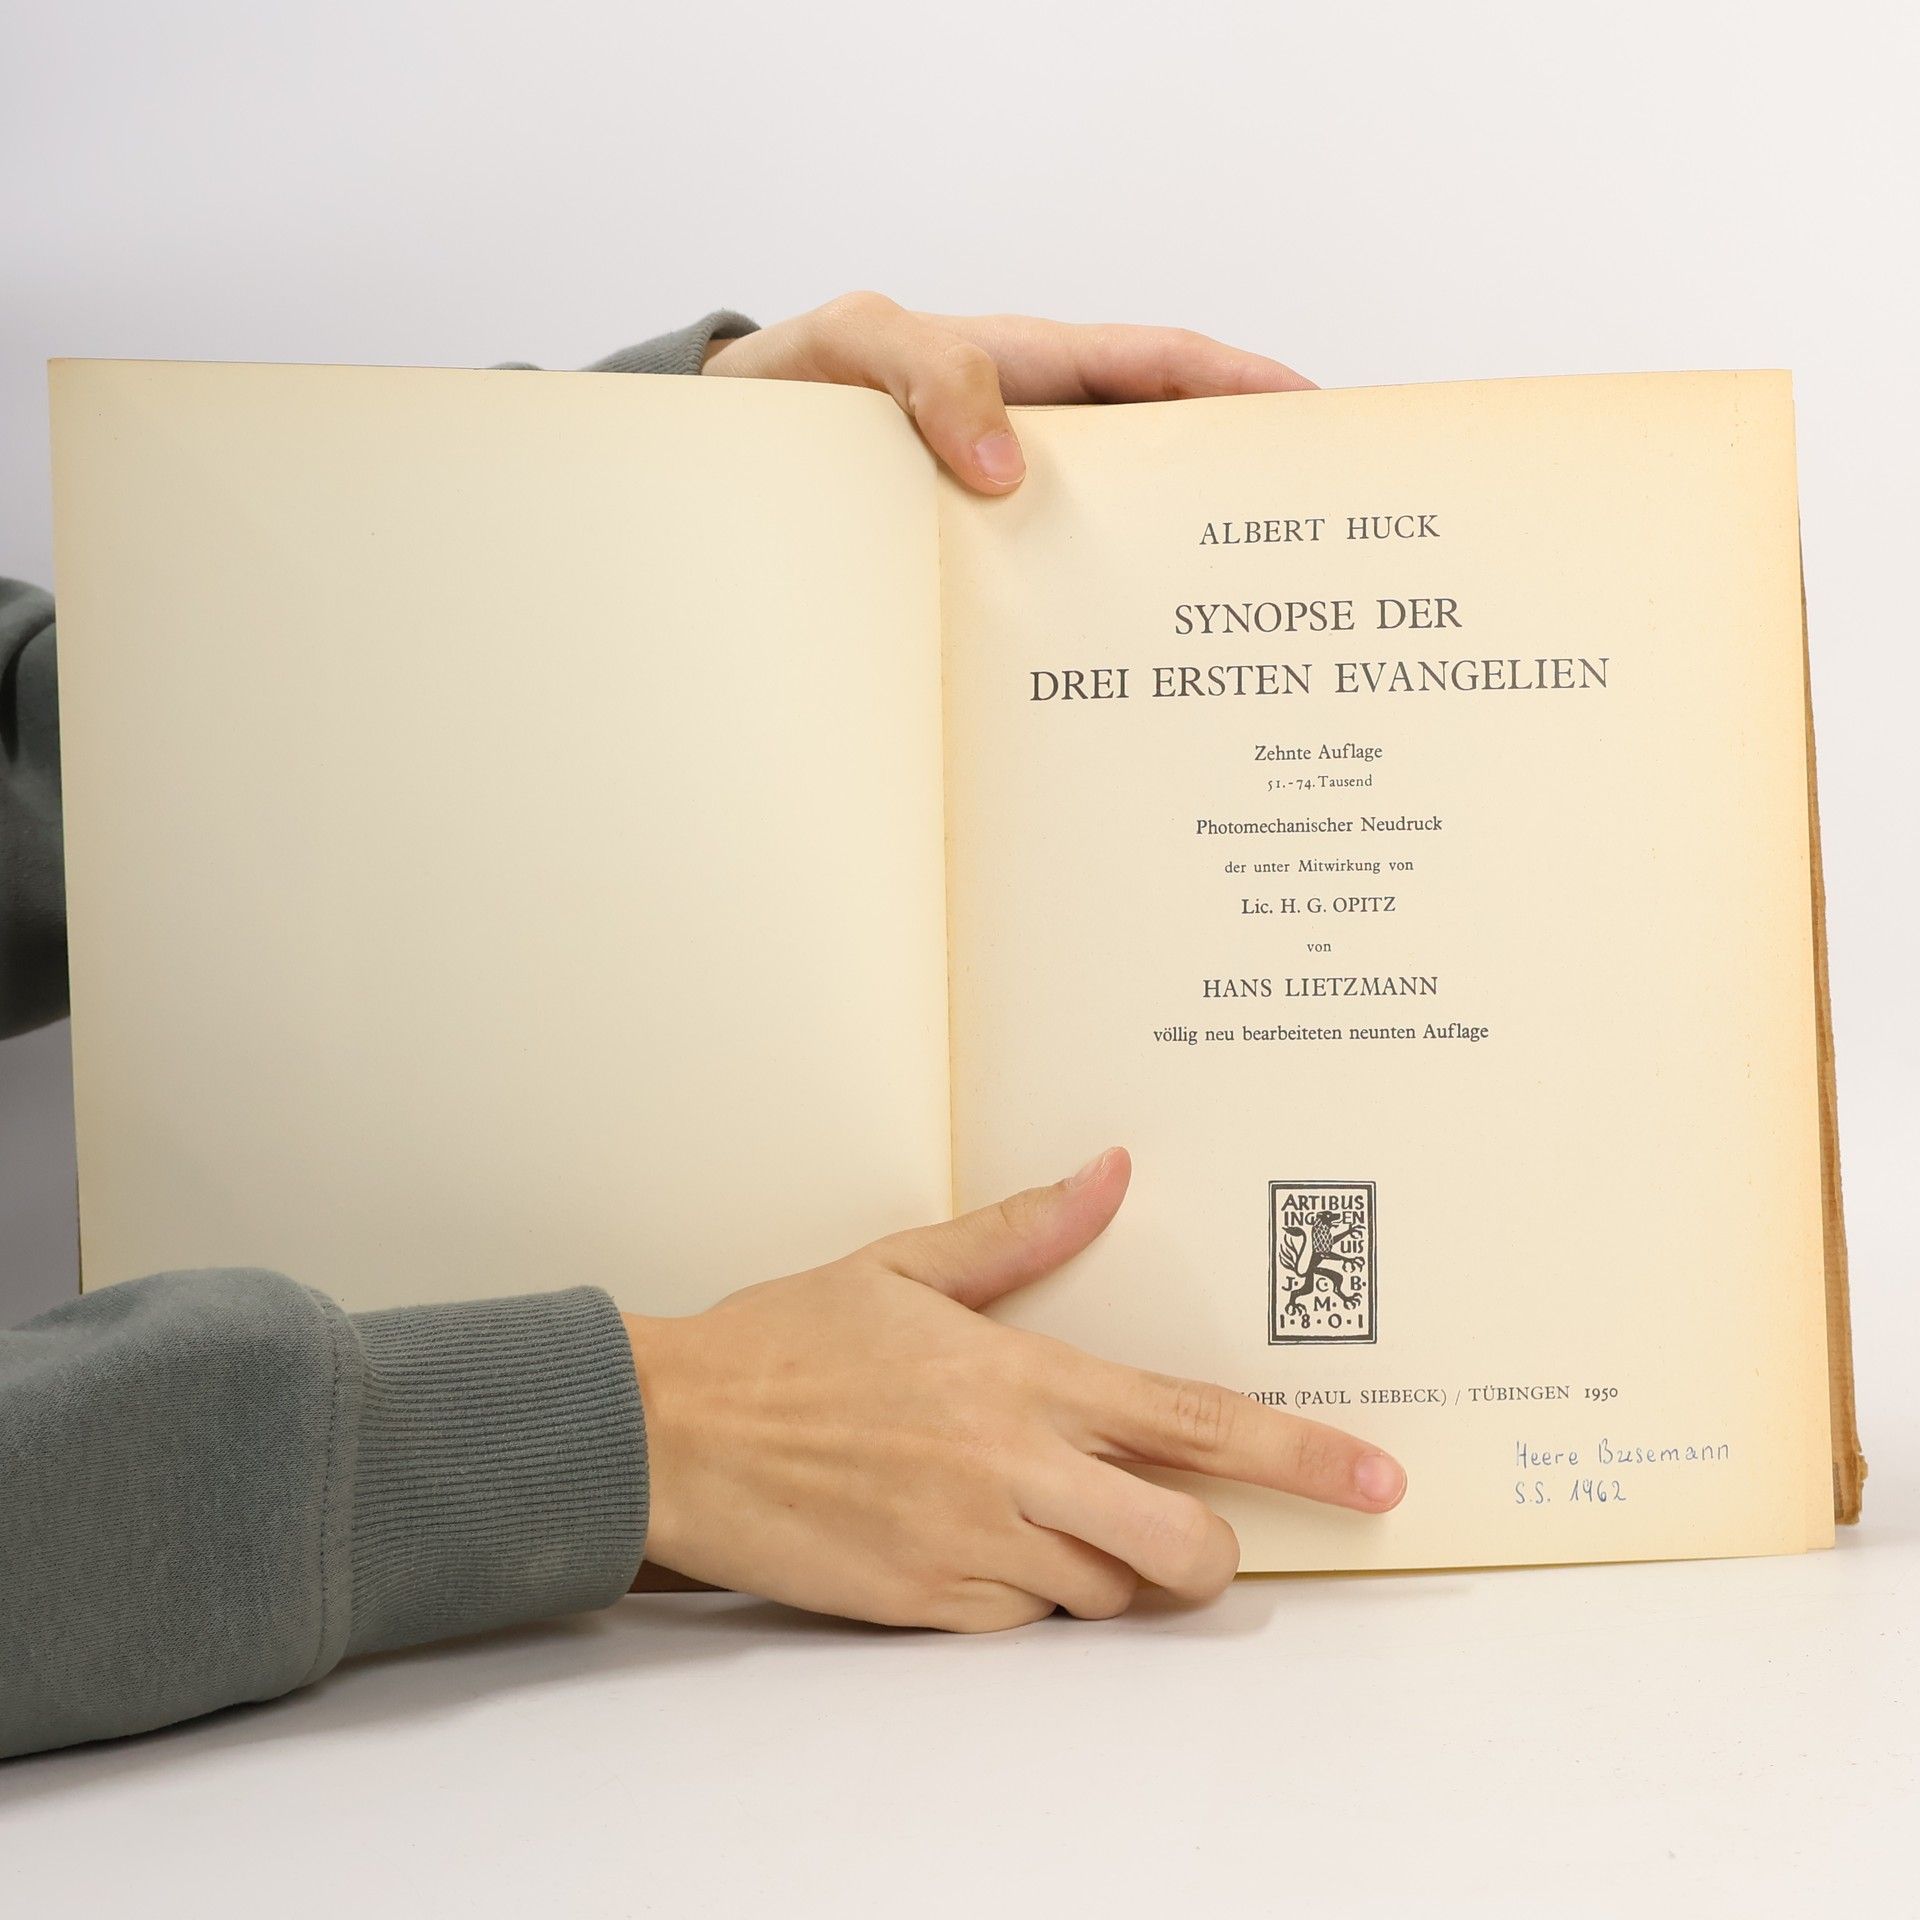 ALBERT HUCK
SYNOPSE DER
DREI ERSTEN EVANGELIEN
Zehnte Auflage
51.-74. Tausend
Photomechanischer Neudruck
der unter Mitwirkung von
Lic. H. G. OPITZ
von
HANS LIETZMANN
völlig neu bearbeiteten neunten Auflage
ARTIBUS
INGEN
UIS
J·C·B·
M·
1·8·0·1
(PAUL SIEBECK) / TÜBINGEN 1950
Heere Busemann
S.S. 1962